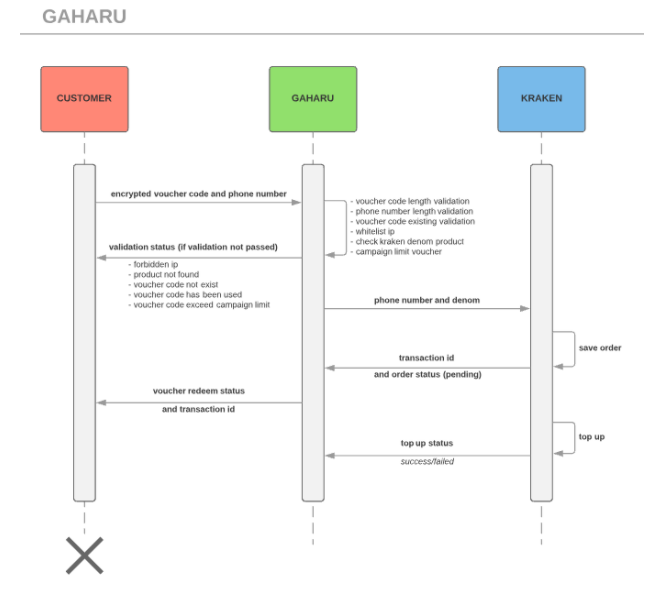 GAHARU
CUSTOMER
GAHARU
KRAKEN
encrypted voucher code and phone number
- voucher code length validation
- phone number length validation
- voucher code existing validation
- whitelist ip
- check kraken denom product
- campaign limit voucher
validation status (if validation not passed)
- forbidden ip
- product not found
- voucher code not exist
- voucher code has been used
- voucher code exceed campaign limit
phone number and denom
save order
transaction id
and order status (pending)
voucher redeem status
and transaction id
top up
top up status
success/failed